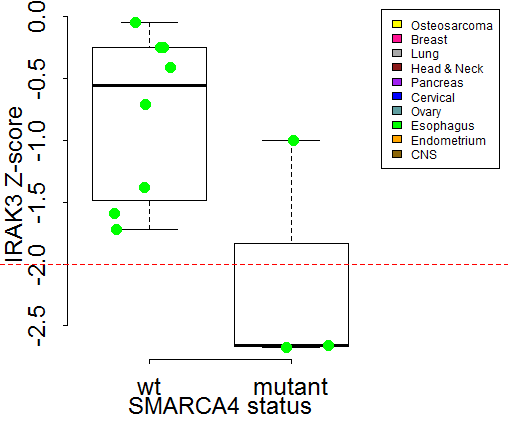 0.0
-0.5
-1.0
-1.5
-2.0
-2.5
IRAK3 Z-score
wt mutant
SMARCA4 status
Osteosarcoma
Breast
Lung
Head & Neck
Pancreas
Cervical
Ovary
Esophagus
Endometrium
CNS